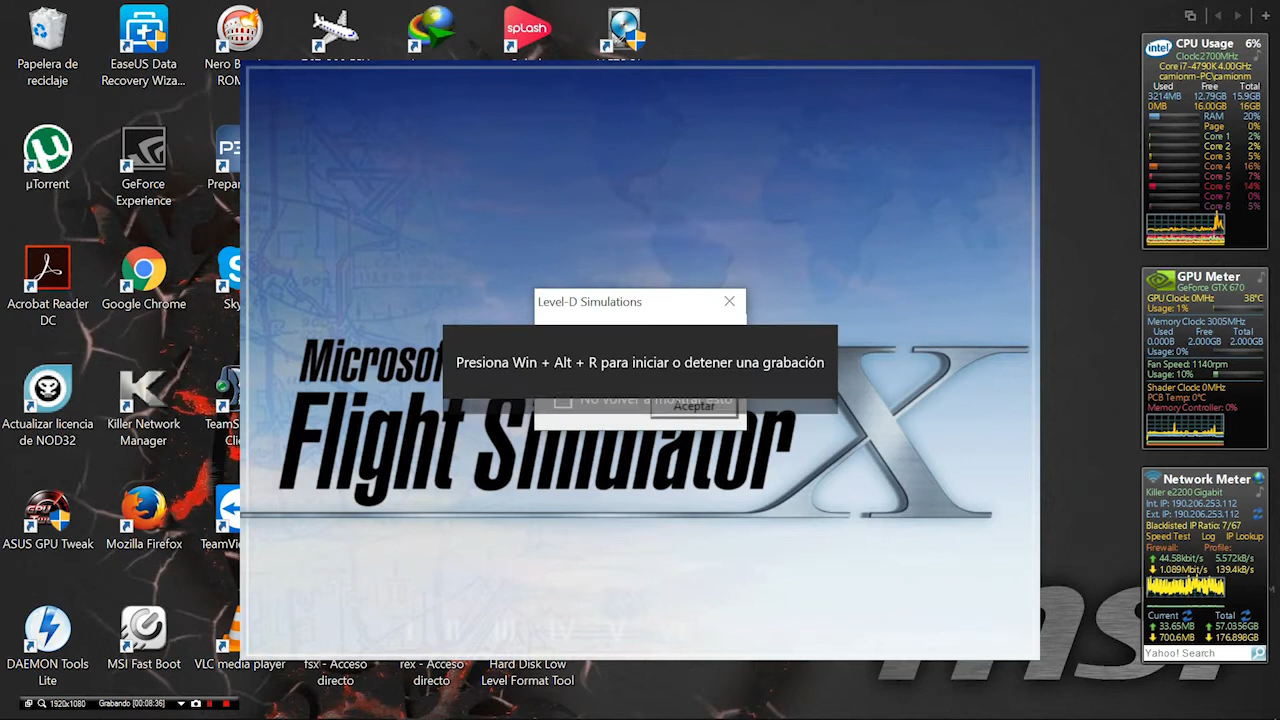 Papelera de
reciclaje
EaseUS Data
Recovery Wiza...
Nero B
ROM
splash
µTorrent
GeForce
Experience
Prepar
Acrobat Reader
DC
Google Chrome
Sky
Actualizar licencia
de NOD32
Killer Network
Manager
TeamS
Clie
ASUS GPU Tweak
Mozilla Firefox
TeamVie
DAEMON Tools
Lite
MSI Fast Boot
VLC media player
fsx - Acceso
directo
rex - Acceso
directo
Hard Disk Low
Level Format Tool
1920x1080 Grabando [00:08:36]
Level-D Simulations
Presiona Win + Alt + R para iniciar o detener una grabación
No volver a mostrar esto
Aceptar
Microsof
Flight Simulator
X
intel CPU Usage 6%
Clock: 2700MHz
Core i7-4790K 4.00GHz
camionm-PC\camionm
Used Free Total
3214MB 12.79GB 15.9GB
0MB 16.00GB 16GB
RAM 20%
Page 0%
Core 1 2%
Core 2 2%
Core 3 5%
Core 4 16%
Core 5 7%
Core 6 14%
Core 7 0%
Core 8 5%
GPU Meter
GeForce GTX 670
GPU Clock: 0MHz 38°C
Usage: 1%
Memory Clock: 3005MHz
Used Free Total
0.000B 2.000GB 2.000GB
Usage: 0%
Fan Speed: 1140rpm
Usage: 10%
Shader Clock: 0MHz
PCB Temp: 0°C
Memory Controller: 0%
Network Meter
Killer e2200 Gigabit
Int. IP: 190.206.253.112
Ext. IP: 190.206.253.112
Blacklisted IP Ratio: 7/67
Speed Test Log IP Lookup
Firewall: Profile:
44.58kbit/s 5.572kB/s
1.089Mbit/s 139.4kB/s
Current Total
33.65MB 57.0356GB
700.6MB 176.898GB
Yahoo! Search
msi